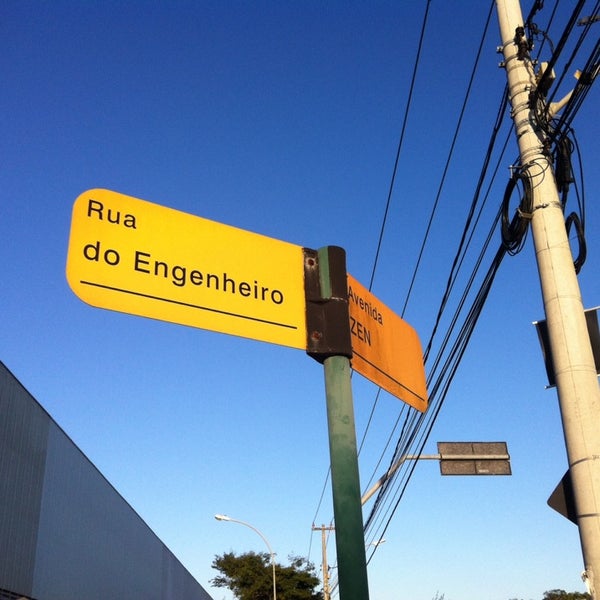 Rua
do Engenheiro
Avenida
ZEN